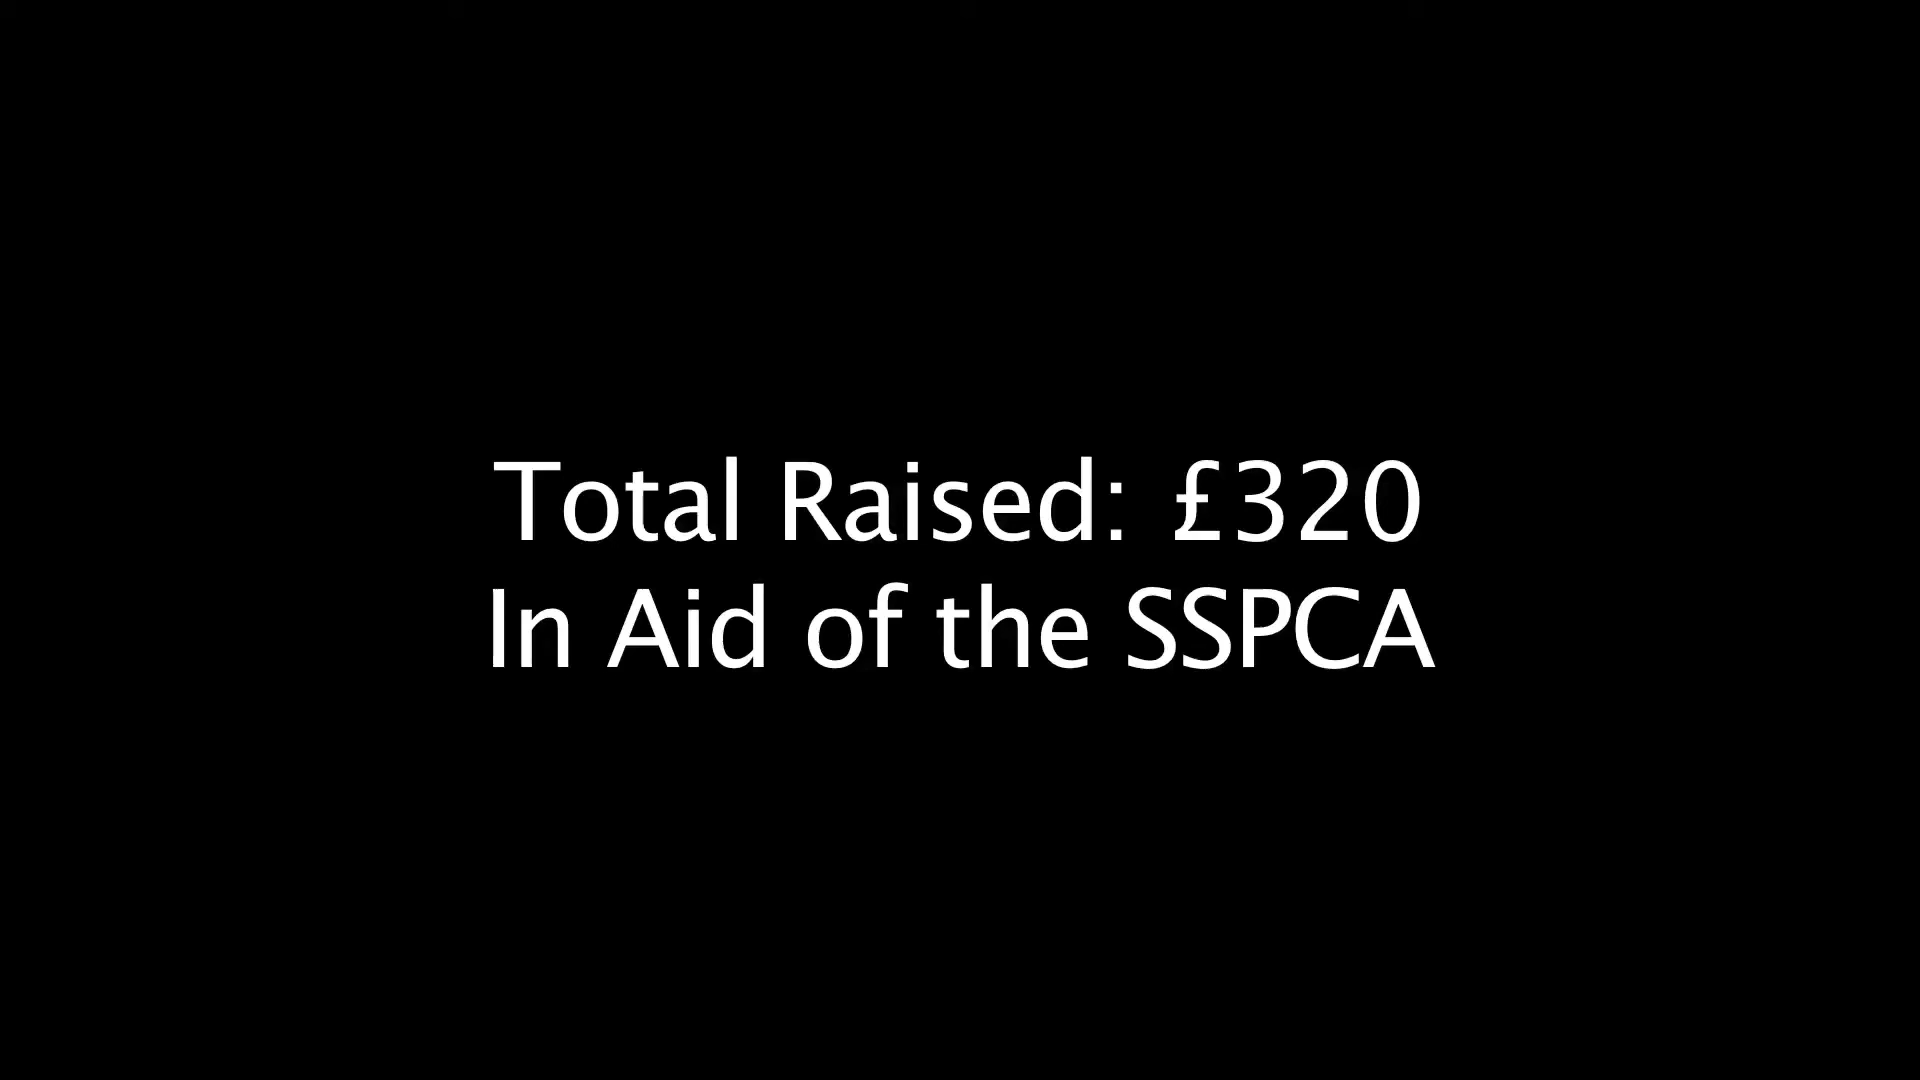 Total Raised: £320
In Aid of the SSPCA